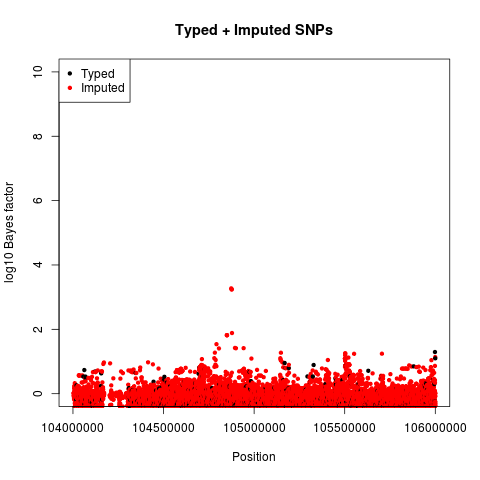 Typed + Imputed SNPs
10
8
6
4
2
0
log10 Bayes factor
Typed
Imputed
104000000 104500000 105000000 105500000 106000000
Position